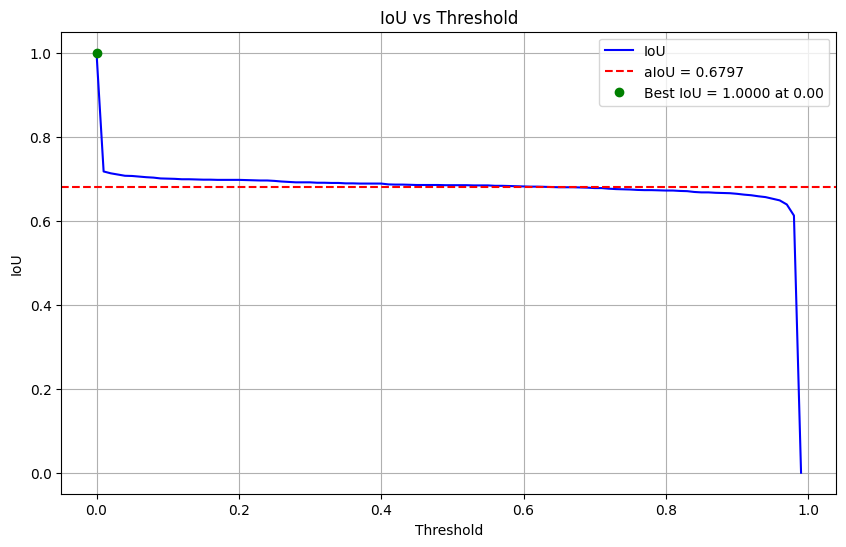 IoU vs Threshold
IoU
aIoU = 0.6797
Best IoU = 1.0000 at 0.00
1.0
0.8
0.6
0.4
0.2
0.0
IoU
0.0 0.2 0.4 0.6 0.8 1.0
Threshold